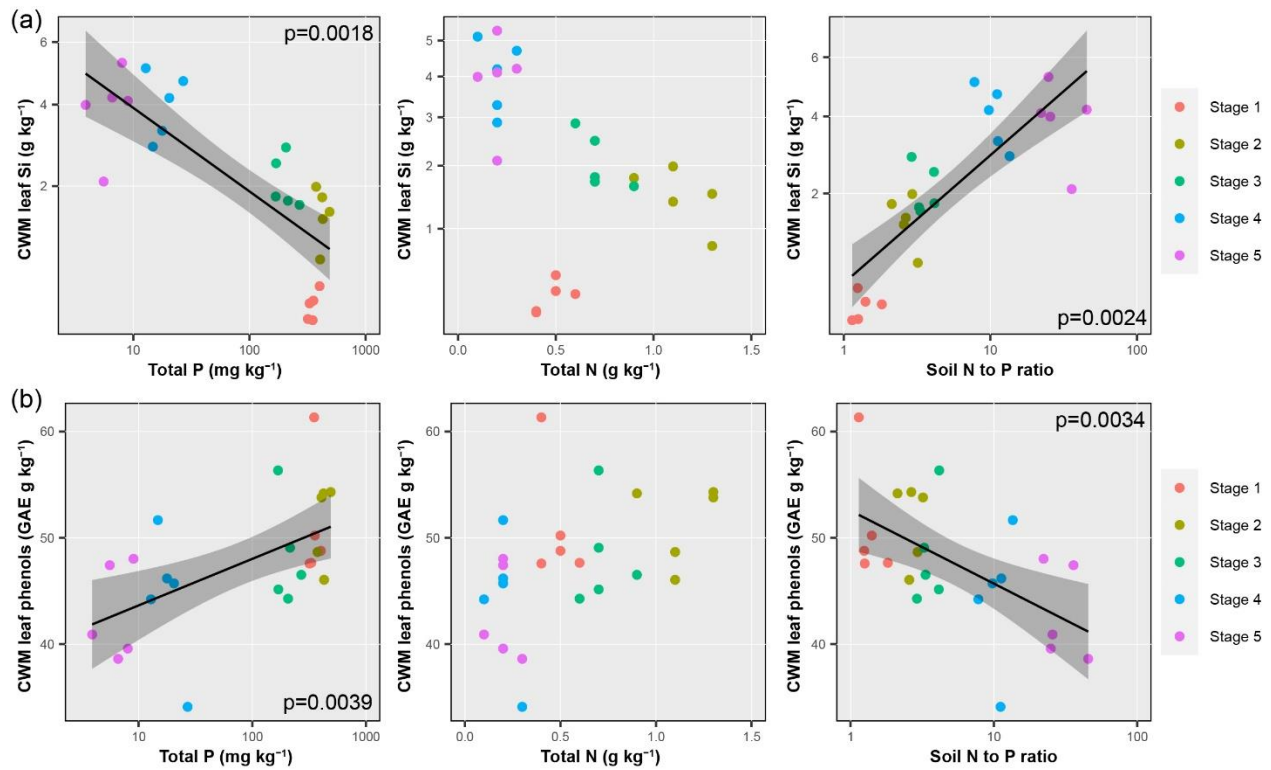 (a)
p=0.0018
CWM leaf Si (g kg⁻¹)
6
4
2
10
100
1000
Total P (mg kg⁻¹)
CWM leaf Si (g kg⁻¹)
5
4
3
2
1
0.0
0.5
1.0
1.5
Total N (g kg⁻¹)
CWM leaf Si (g kg⁻¹)
6
4
2
p=0.0024
1
10
100
Soil N to P ratio
Stage 1
Stage 2
Stage 3
Stage 4
Stage 5
(b)
CWM leaf phenols (GAE g kg⁻¹)
60
50
40
p=0.0039
10
100
1000
Total P (mg kg⁻¹)
CWM leaf phenols (GAE g kg⁻¹)
60
50
40
0.0
0.5
1.0
1.5
Total N (g kg⁻¹)
CWM leaf phenols (GAE g kg⁻¹)
60
50
40
p=0.0034
1
10
100
Soil N to P ratio
Stage 1
Stage 2
Stage 3
Stage 4
Stage 5